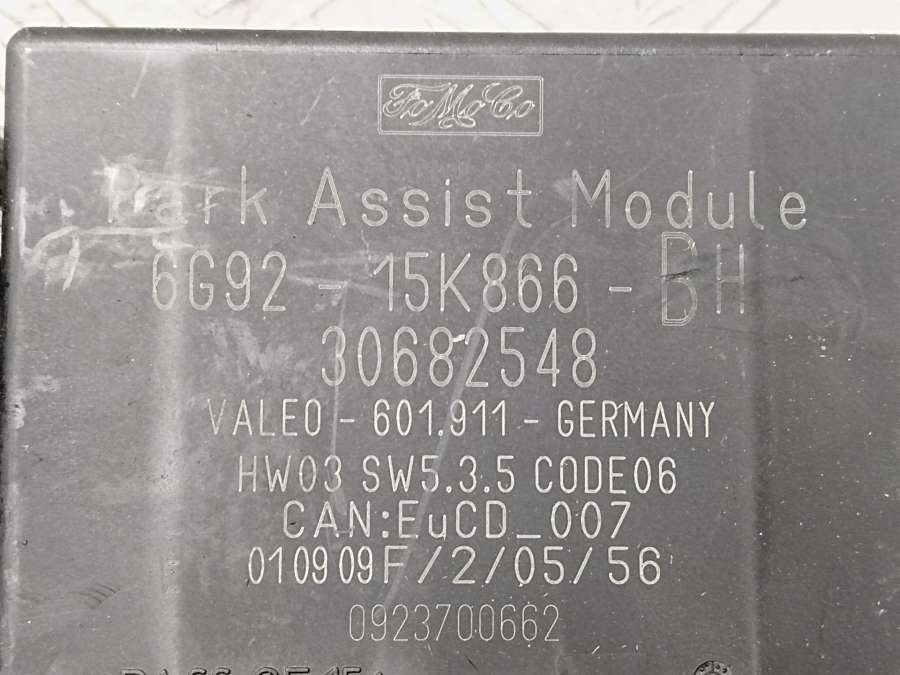 FoMoCo
Park Assist Module
6G92 - 15K866 - BH
30682548
VALEO - 601.911 - GERMANY
HW03 SW5.3.5 CODE06
CAN:EuCD_007
010909F/2/05/56
0923700662